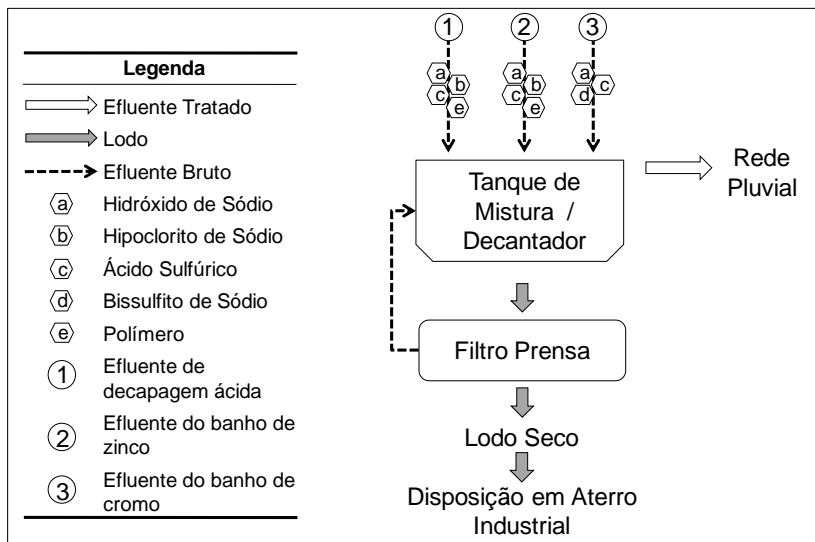 Legenda
Efluente Tratado
Lodo
Efluente Bruto
a Hidróxido de Sódio
b Hipoclorito de Sódio
c Ácido Sulfúrico
d Bissulfito de Sódio
e Polímero
1 Efluente de
decapagem ácida
2 Efluente do banho de
zinco
3 Efluente do banho de
cromo
1 2 3
a b c e
a b c e
a c d
Tanque de
Mistura /
Decantador
Rede
Pluvial
Filtro Prensa
Lodo Seco
Disposição em Aterro
Industrial